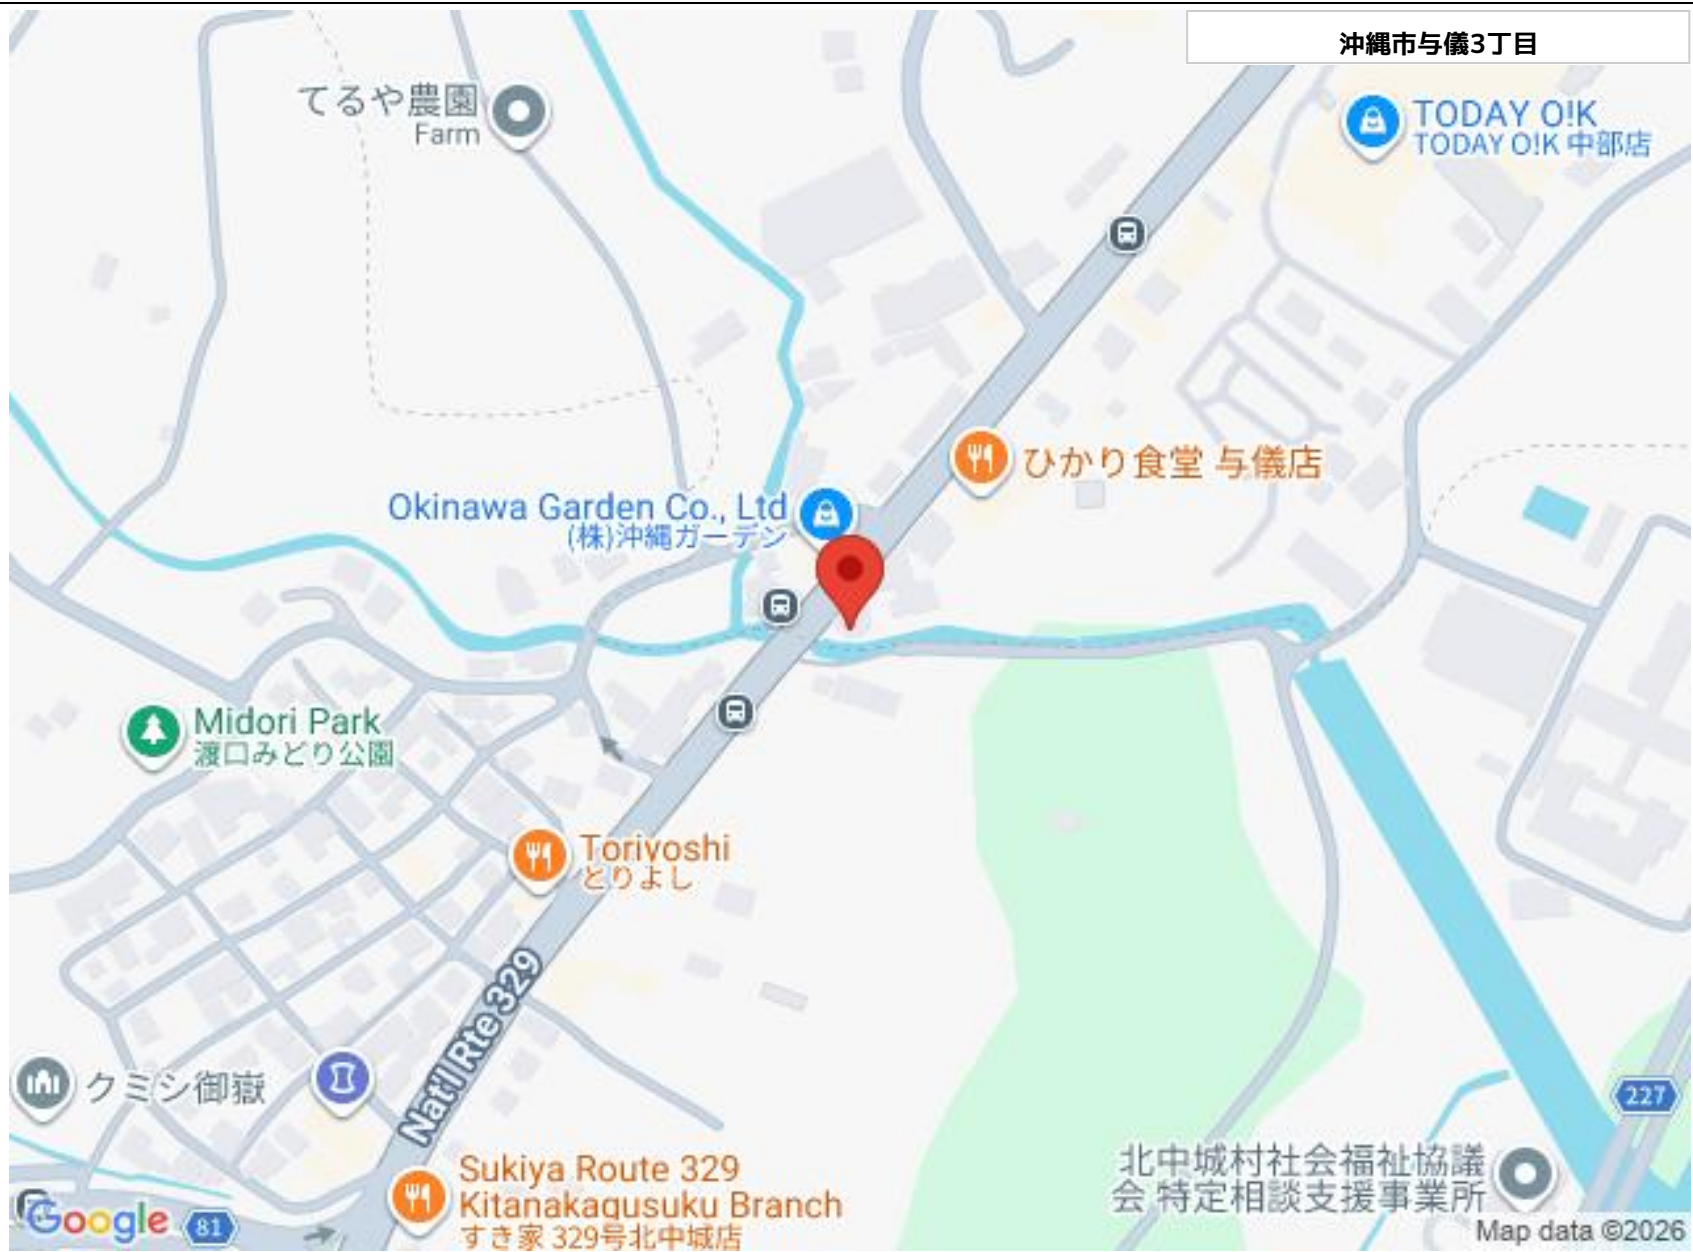 沖縄市与儀3丁目
てるや農園
Farm
TODAY O!K
TODAY O!K 中部店
ひかり食堂 与儀店
Okinawa Garden Co., Ltd
(株)沖縄ガーデン
Midori Park
渡口みどり公園
Toriyoshi
とりよし
Nat'l Rte 329
クミシ御嶽
227
Sukiya Route 329
Kitanakagusuku Branch
すき家 329号北中城店
北中城村社会福祉協議
会 特定相談支援事業所
Google
81
Map data ©2026